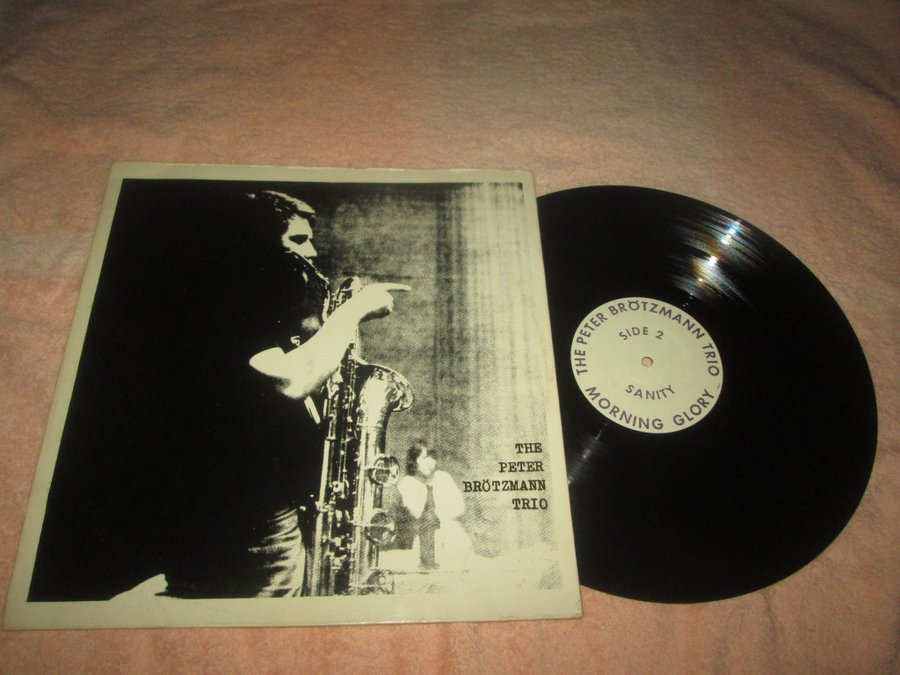 THE
PETER
BRÖTZMANN
TRIO
THE PETER BRÖTZMANN TRIO
SIDE 2
SANITY
MORNING GLORY